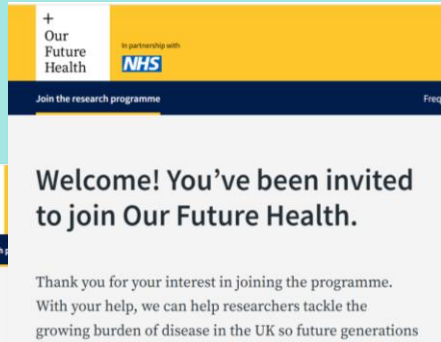 +
Our
Future
Health
In partnership with
NHS
Join the research programme
Welcome! You've been invited
to join Our Future Health.
Thank you for your interest in joining the programme.
With your help, we can help researchers tackle the
growing burden of disease in the UK so future generations